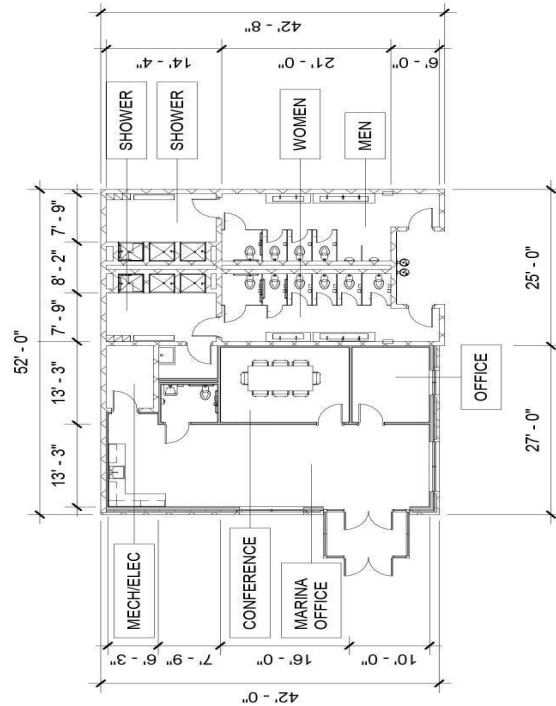 52' - 0"
13' - 3"
13' - 3"
7' - 9"
8' - 2"
7' - 9"
42' - 0"
6' - 3"
7' - 9"
16' - 0"
10' - 0"
MECH/ELEC
CONFERENCE
MARINA
OFFICE
SHOWER
SHOWER
WOMEN
MEN
14' - 4"
21' - 0"
6' - 0"
42' - 8"
OFFICE
27' - 0"
25' - 0"